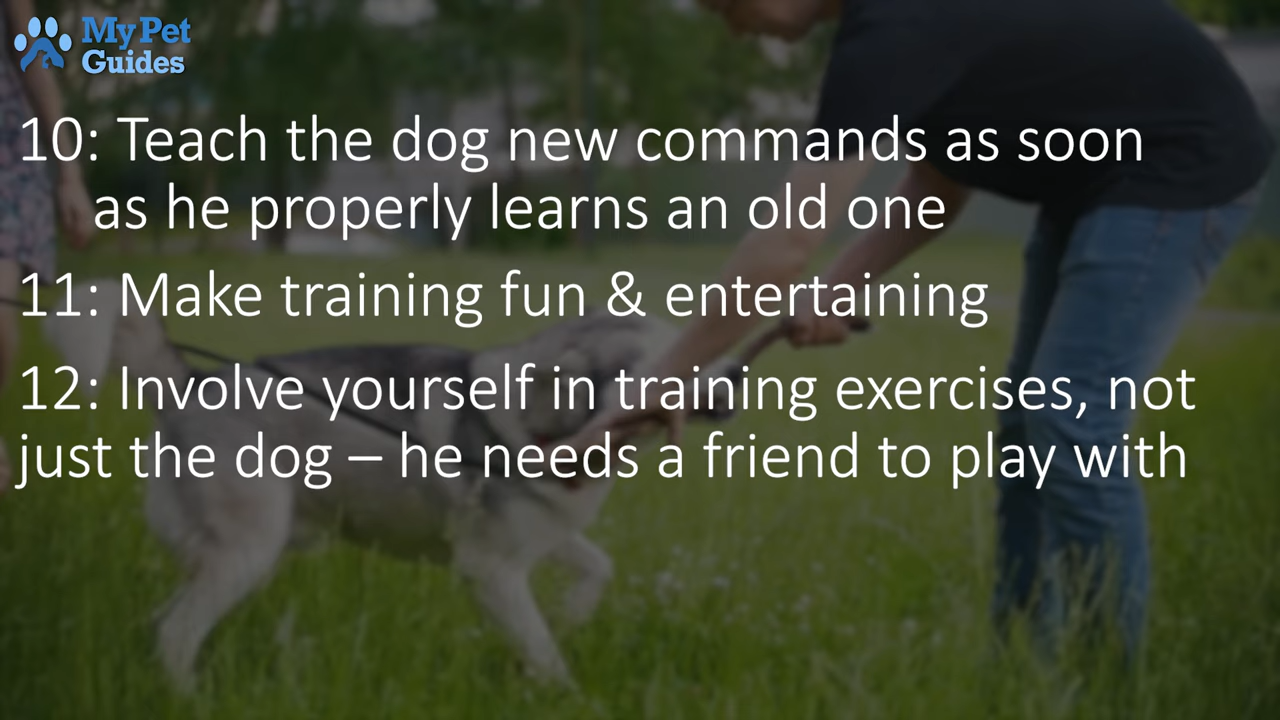 My Pet
Guides
10: Teach the dog new commands as soon
as he properly learns an old one
11: Make training fun & entertaining
12: Involve yourself in training exercises, not
just the dog – he needs a friend to play with